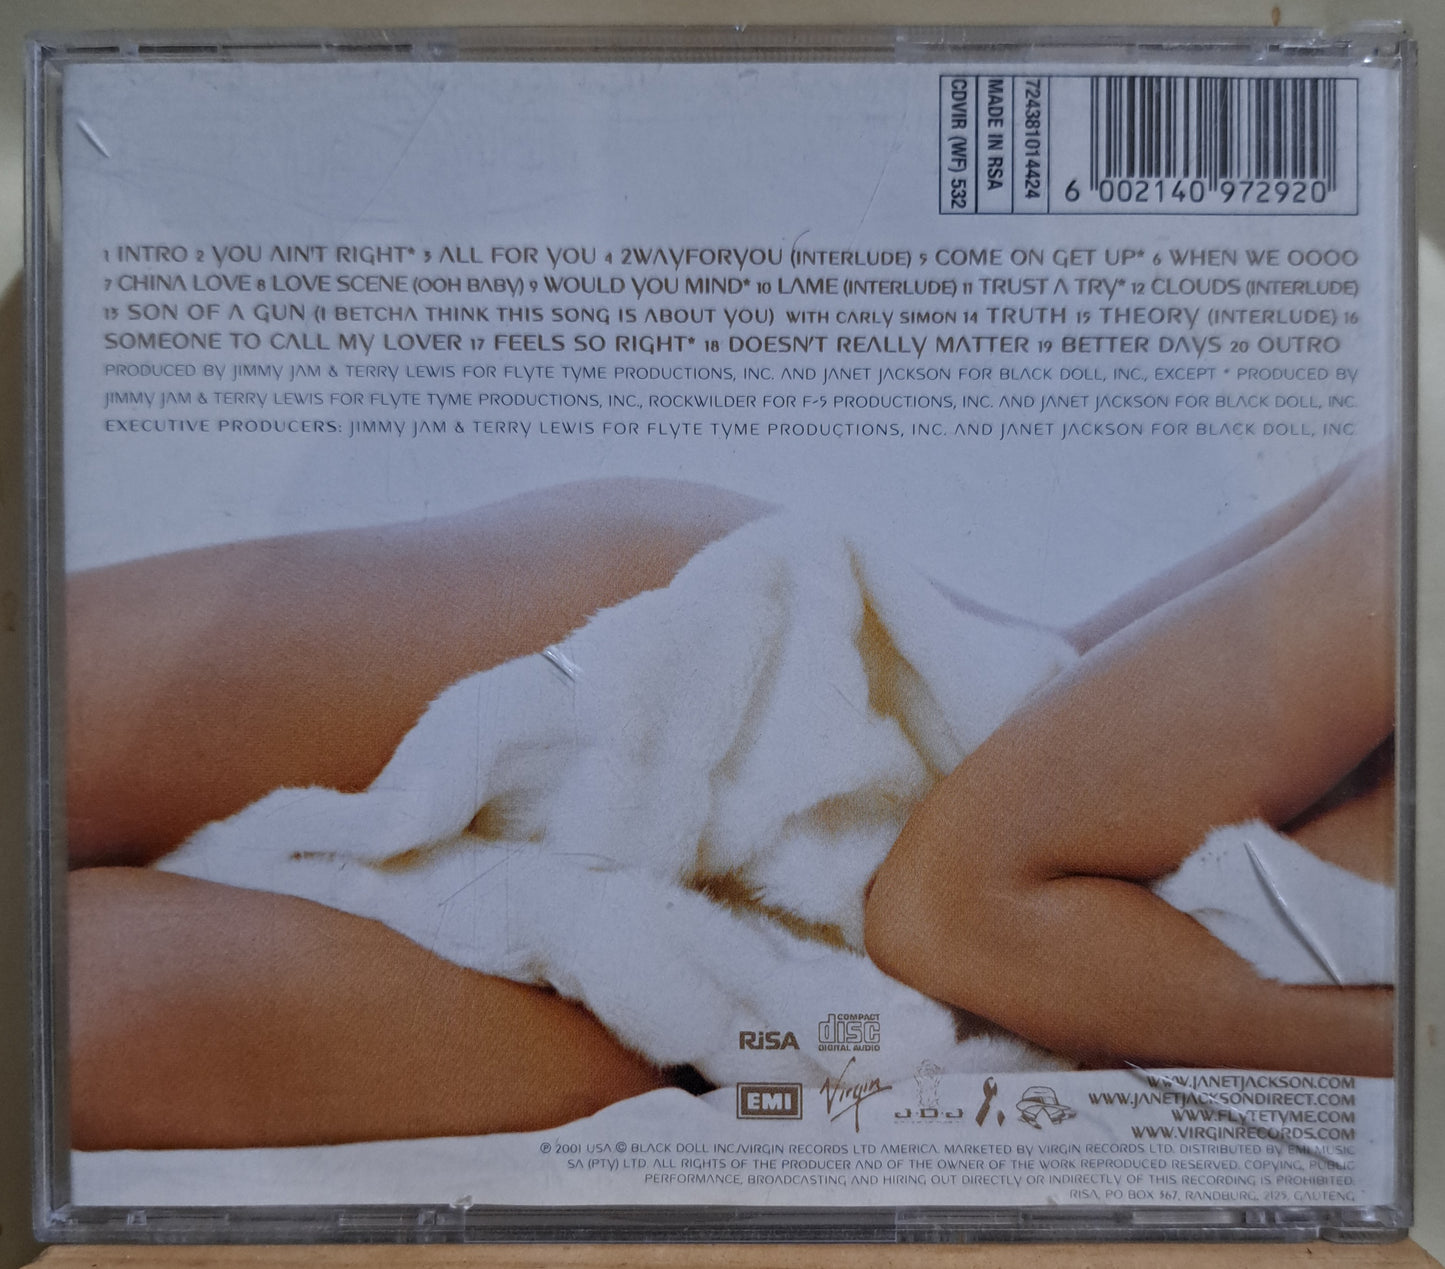 CDVIR (WF) 532
MADE IN RSA
724381014424
6 002140 972920
1 INTRO 2 YOU AIN'T RIGHT* 3 ALL FOR YOU 4 2WAYFORYOU (INTERLUDE) 5 COME ON GET UP* 6 WHEN WE OOOO
7 CHINA LOVE 8 LOVE SCENE (OOH BABY) 9 WOULD YOU MIND* 10 LAME (INTERLUDE) 11 TRUST A TRY* 12 CLOUDS (INTERLUDE)
13 SON OF A GUN (I BETCHA THINK THIS SONG IS ABOUT YOU) WITH CARLY SIMON 14 TRUTH 15 THEORY (INTERLUDE) 16
SOMEONE TO CALL MY LOVER 17 FEELS SO RIGHT* 18 DOESN'T REALLY MATTER 19 BETTER DAYS 20 OUTRO
PRODUCED BY JIMMY JAM & TERRY LEWIS FOR FLYTE TYME PRODUCTIONS, INC. AND JANET JACKSON FOR BLACK DOLL, INC., EXCEPT * PRODUCED BY
JIMMY JAM & TERRY LEWIS FOR FLYTE TYME PRODUCTIONS, INC., ROCKWILDER FOR F-5 PRODUCTIONS, INC. AND JANET JACKSON FOR BLACK DOLL, INC.
EXECUTIVE PRODUCERS: JIMMY JAM & TERRY LEWIS FOR FLYTE TYME PRODUCTIONS, INC. AND JANET JACKSON FOR BLACK DOLL, INC.
RiSA
COMPACT
disc
DIGITAL AUDIO
EMI
Virgin
J·D·J
WWW.JANETJACKSON.COM
WWW.JANETJACKSONDIRECT.COM
WWW.FLYTETYME.COM
WWW.VIRGINRECORDS.COM
℗ 2001 USA © BLACK DOLL INC./VIRGIN RECORDS LTD AMERICA. MARKETED BY VIRGIN RECORDS LTD. DISTRIBUTED BY EMI MUSIC
SA (PTY) LTD. ALL RIGHTS OF THE PRODUCER AND OF THE OWNER OF THE WORK REPRODUCED RESERVED. COPYING, PUBLIC
PERFORMANCE, BROADCASTING AND HIRING OUT DIRECTLY OR INDIRECTLY OF THIS RECORDING IS PROHIBITED.
RISA, PO BOX 367, RANDBURG, 2125, GAUTENG